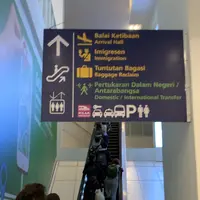 Balai Ketibaan
Arrival Hall
Imigresen
Immigration
Tuntutan Bagasi
Baggage Reclaim
Pertukaran Dalam Negeri /
Antarabangsa
Domestic / International Transfer